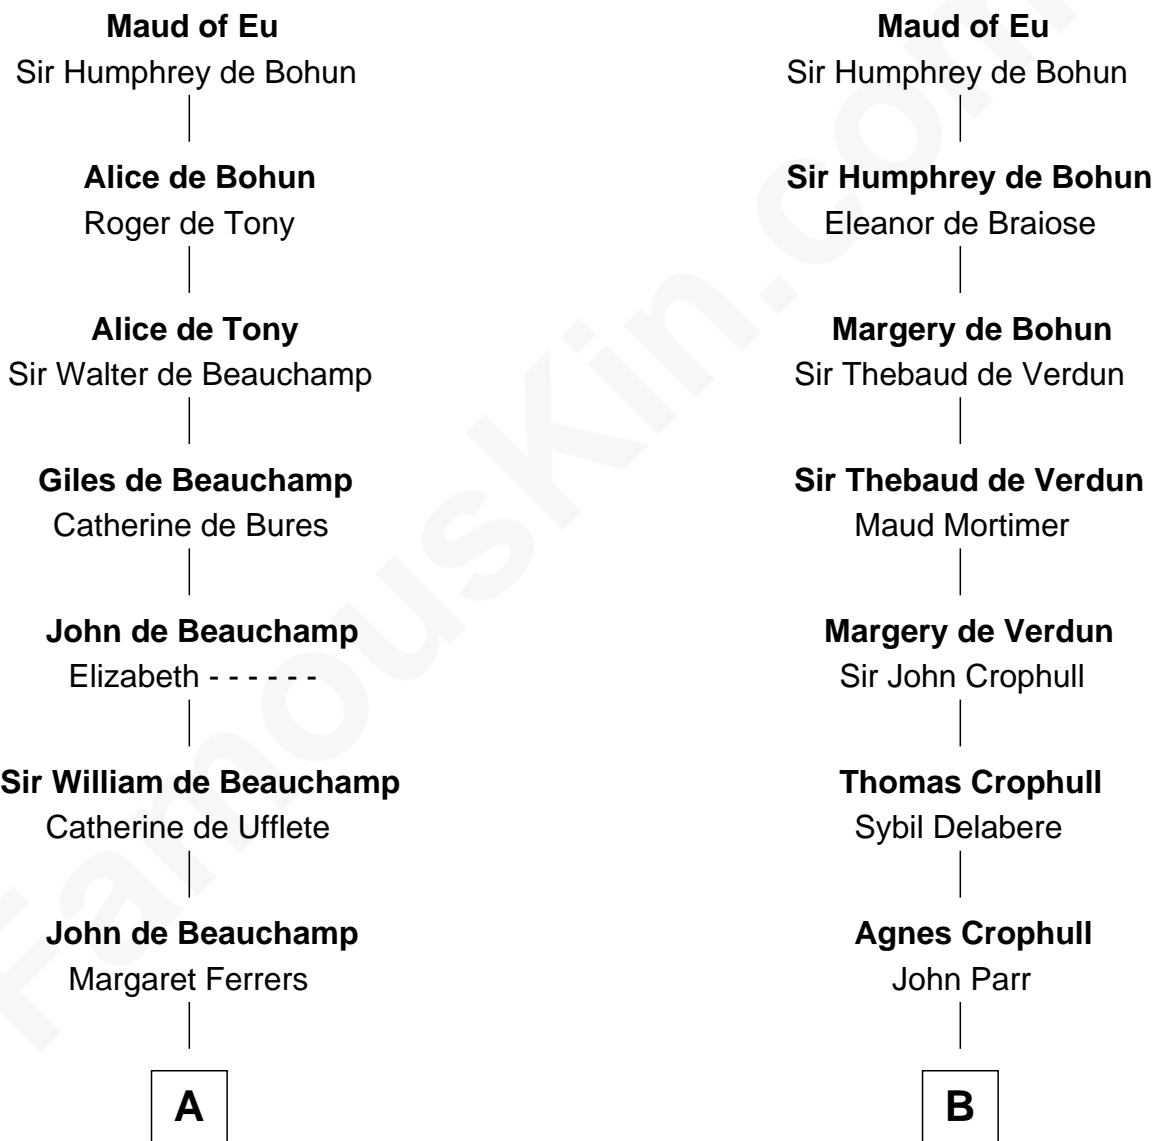 Maud of Eu
Sir Humphrey de Bohun
Alice de Bohun
Roger de Tony
Alice de Tony
Sir Walter de Beauchamp
Giles de Beauchamp
Catherine de Bures
John de Beauchamp
Elizabeth - - - - - -
Sir William de Beauchamp
Catherine de Ufflete
John de Beauchamp
Margaret Ferrers
A
Maud of Eu
Sir Humphrey de Bohun
Sir Humphrey de Bohun
Eleanor de Braiose
Margery de Bohun
Sir Thebaud de Verdun
Sir Thebaud de Verdun
Maud Mortimer
Margery de Verdun
Sir John Crophull
Thomas Crophull
Sybil Delabere
Agnes Crophull
John Parr
B
FamousKin.com